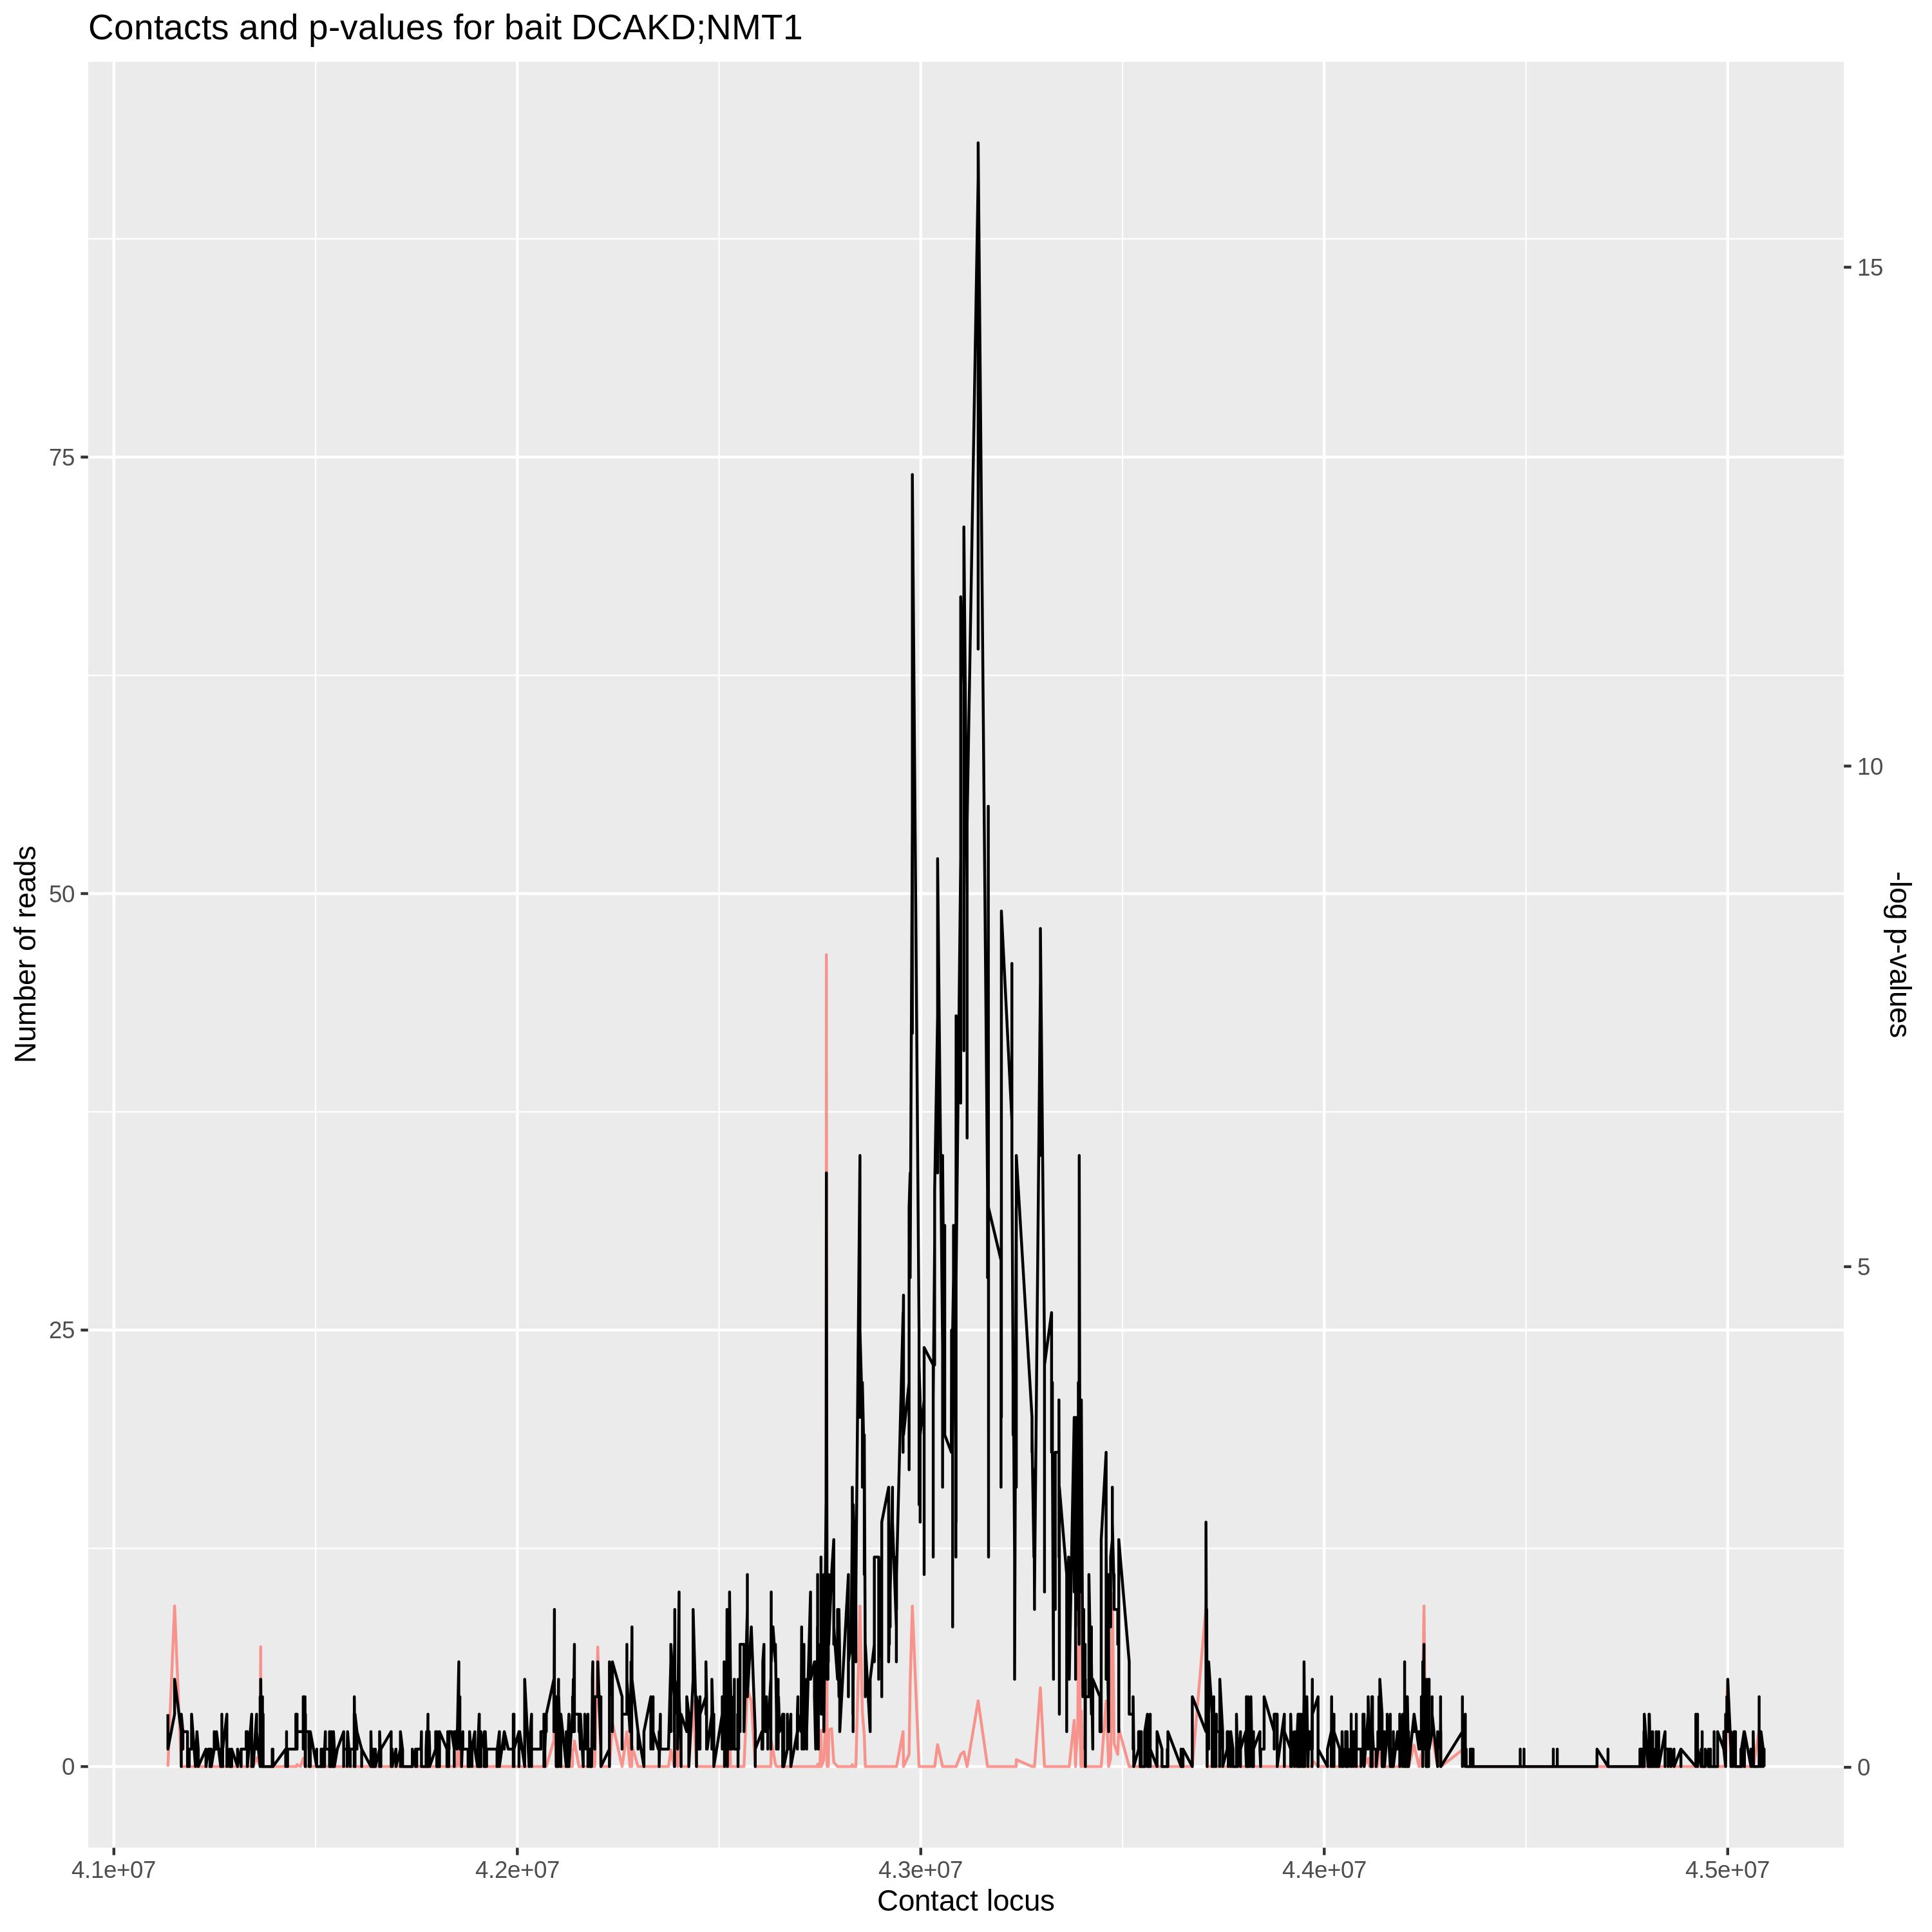 Contacts and p-values for bait DCAKD;NMT1
Number of reads
75
50
25
0
15
10
5
0
-log p-values
4.1e+07
4.2e+07
4.3e+07
4.4e+07
4.5e+07
Contact locus